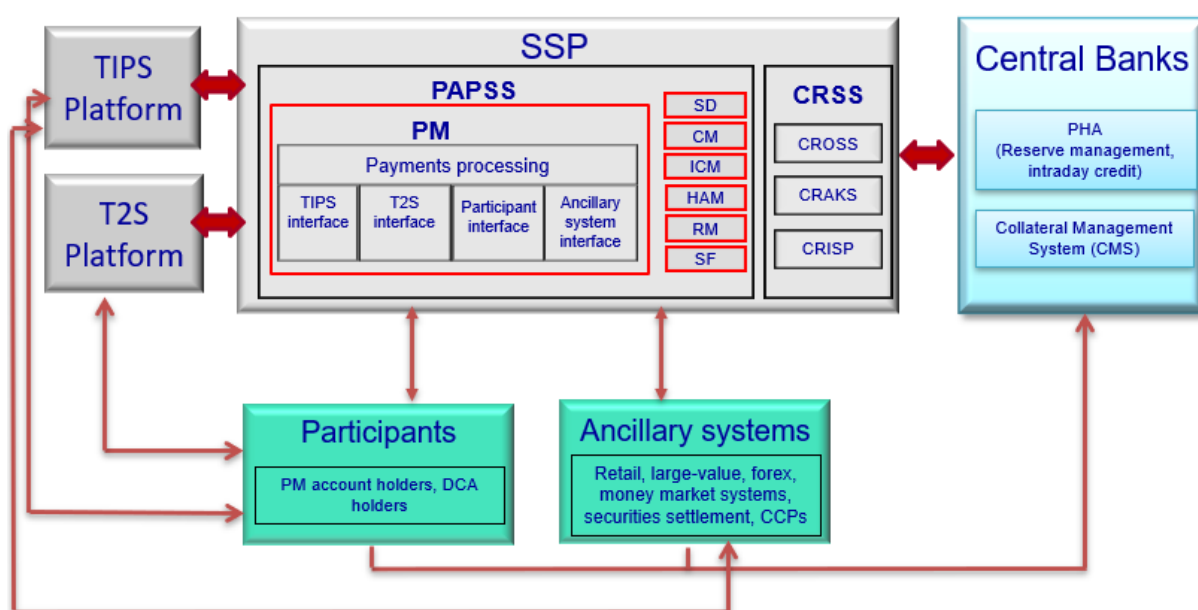 TIPS
Platform
T2S
Platform
SSP
PAPSS
PM
Payments processing
TIPS
interface
T2S
interface
Participant
interface
Ancillary
system
interface
SD
CM
ICM
HAM
RM
SF
CRSS
CROSS
CRAKS
CRISP
Central Banks
PHA
(Reserve management,
intraday credit)
Collateral Management
System (CMS)
Participants
PM account holders, DCA
holders
Ancillary systems
Retail, large-value, forex,
money market systems,
securities settlement, CCPs